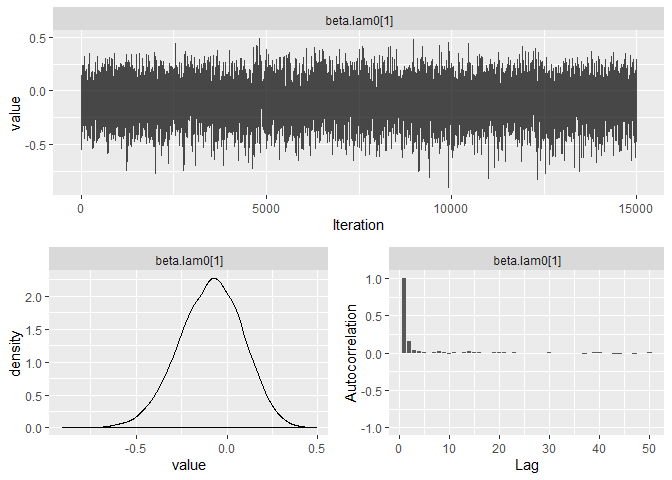 beta.lam0[1]
0.5
0.0
-0.5
value
0 5000 10000 15000
Iteration
beta.lam0[1]
2.0
1.5
1.0
0.5
0.0
density
-0.5 0.0 0.5
value
beta.lam0[1]
1.0
0.5
0.0
-0.5
-1.0
Autocorrelation
0 10 20 30 40 50
Lag